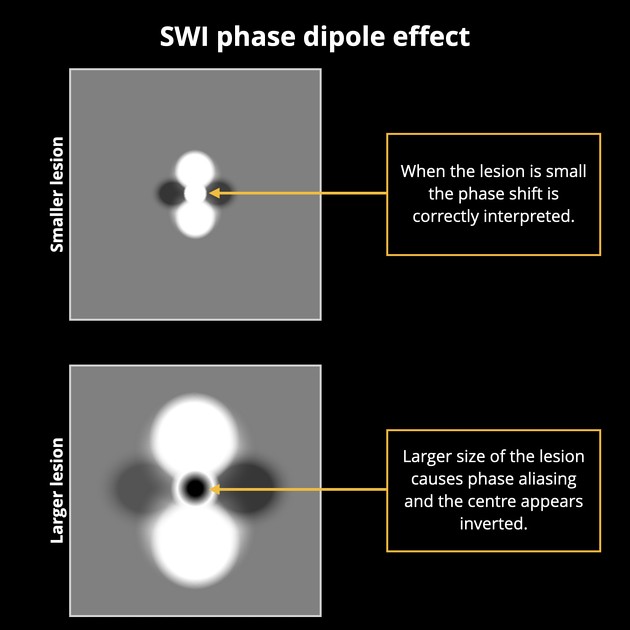 SWI phase dipole effect
Smaller lesion
When the lesion is small
the phase shift is
correctly interpreted.
Larger lesion
Larger size of the lesion
causes phase aliasing
and the centre appears
inverted.